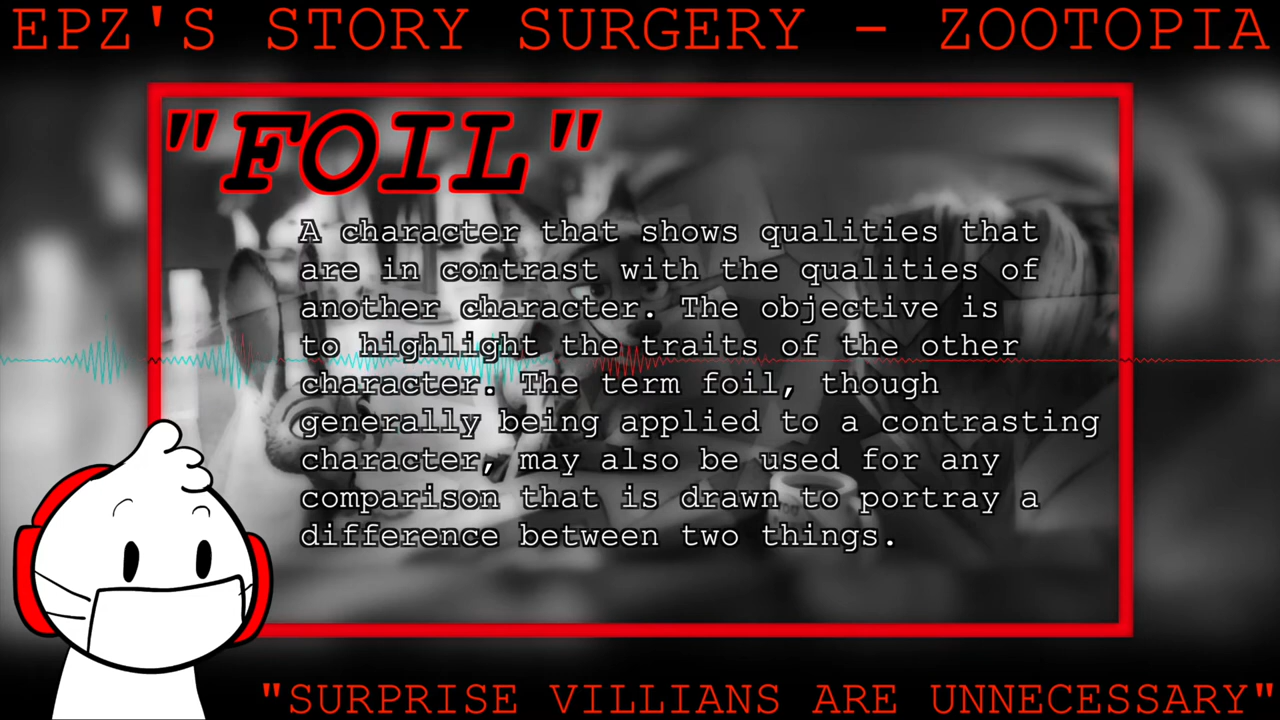 EPZ'S STORY SURGERY - ZOOTOPIA
"FOIL"
A character that shows qualities that
are in contrast with the qualities of
another character. The objective is
to highlight the traits of the other
character. The term foil, though
generally being applied to a contrasting
character, may also be used for any
comparison that is drawn to portray a
difference between two things.
"SURPRISE VILLIANS ARE UNNECESSARY"